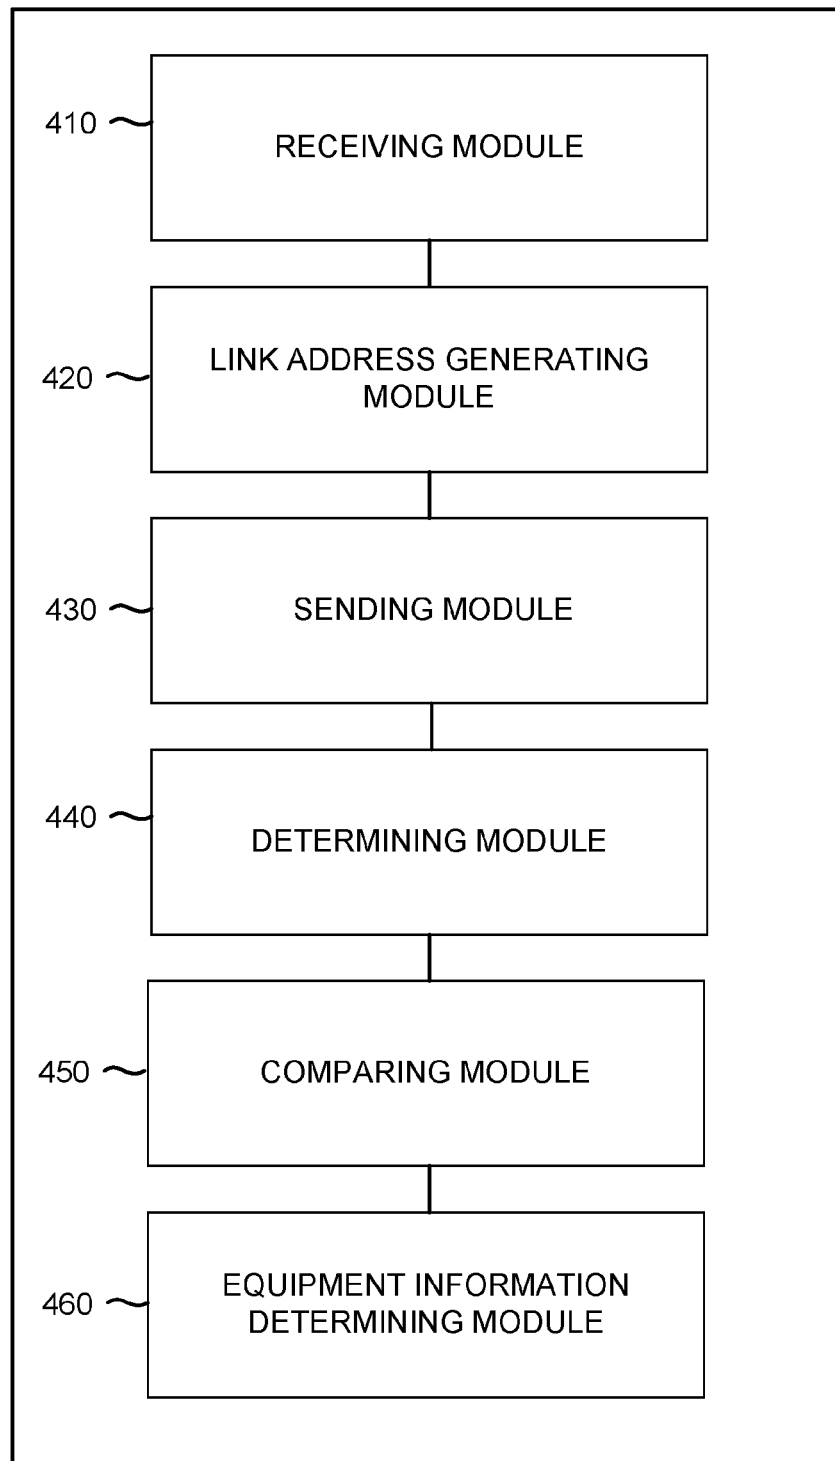 410
RECEIVING MODULE
420
LINK ADDRESS GENERATING
MODULE
430
SENDING MODULE
440
DETERMINING MODULE
450
COMPARING MODULE
460
EQUIPMENT INFORMATION
DETERMINING MODULE